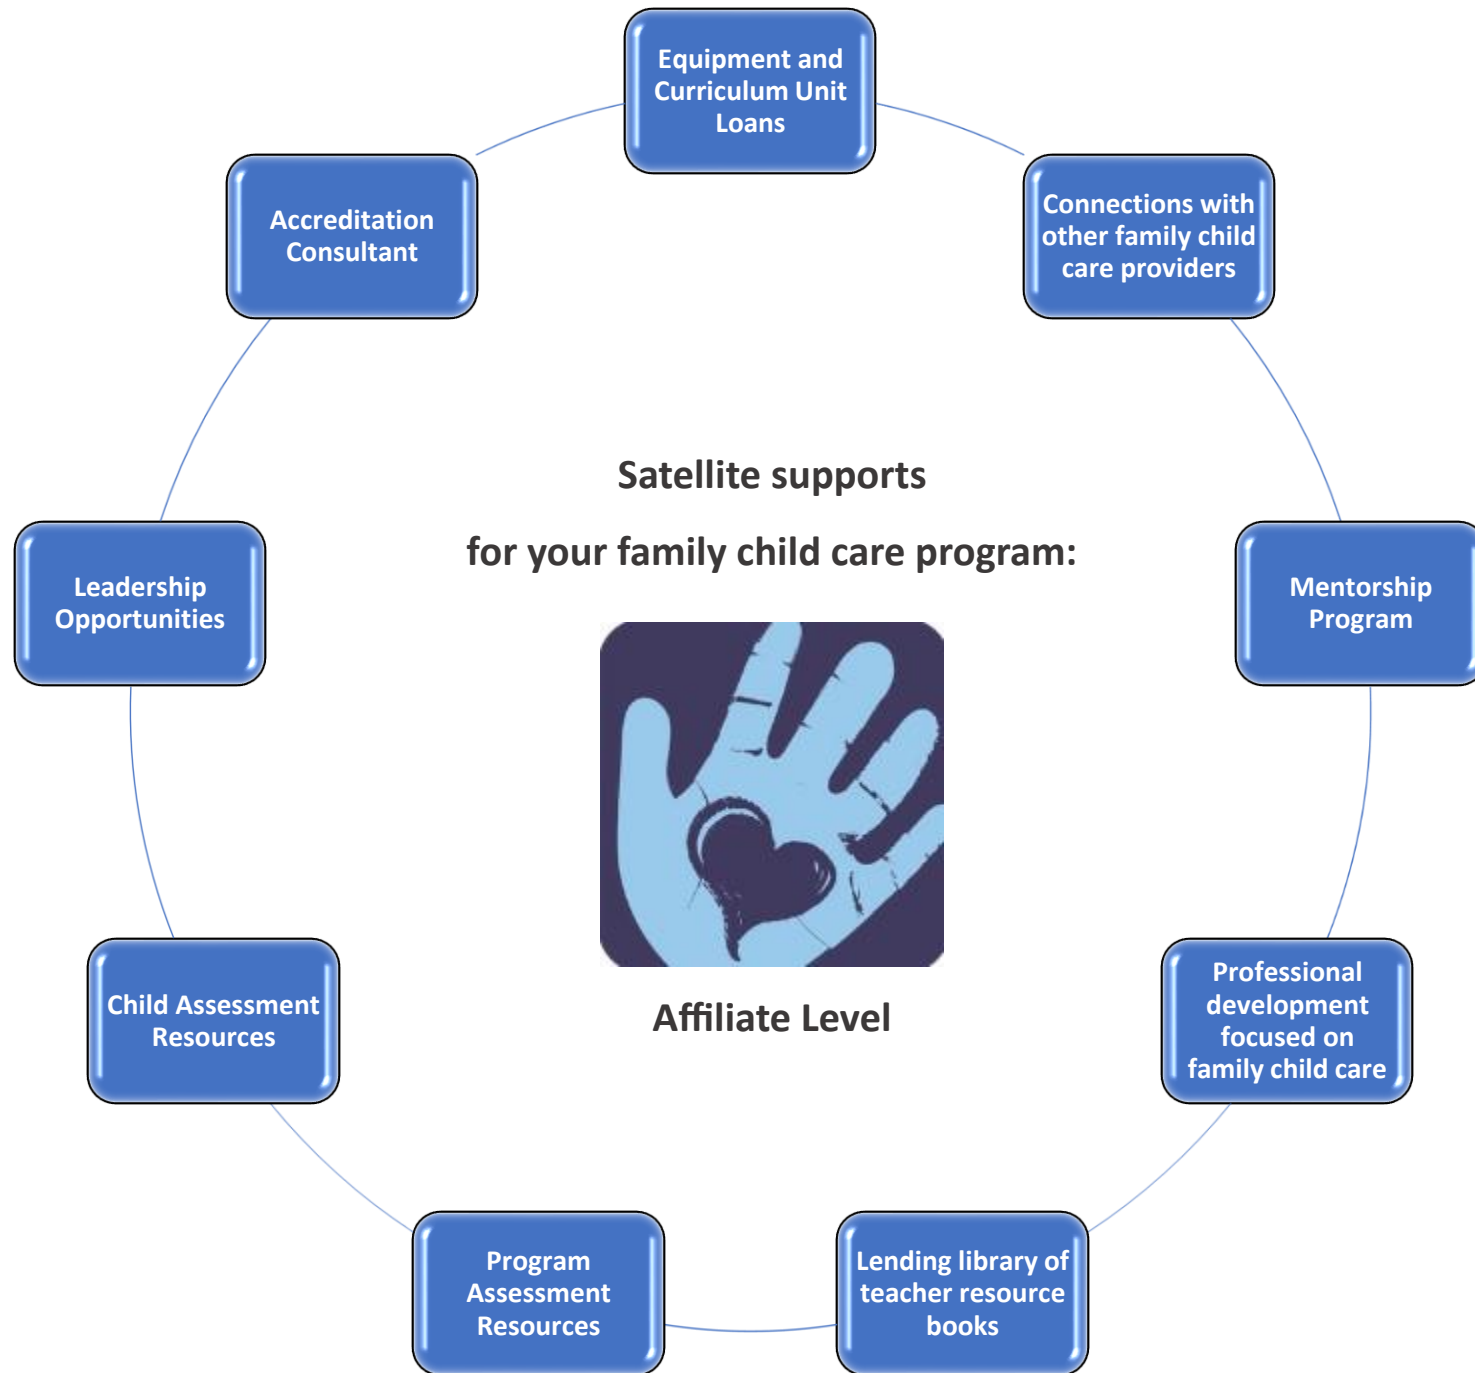 Equipment and
Curriculum Unit
Loans
Connections with
other family child
care providers
Mentorship
Program
Professional
development
focused on
family child care
Lending library of
teacher resource
books
Program
Assessment
Resources
Child Assessment
Resources
Leadership
Opportunities
Accreditation
Consultant
Satellite supports
for your family child care program:
Affiliate Level